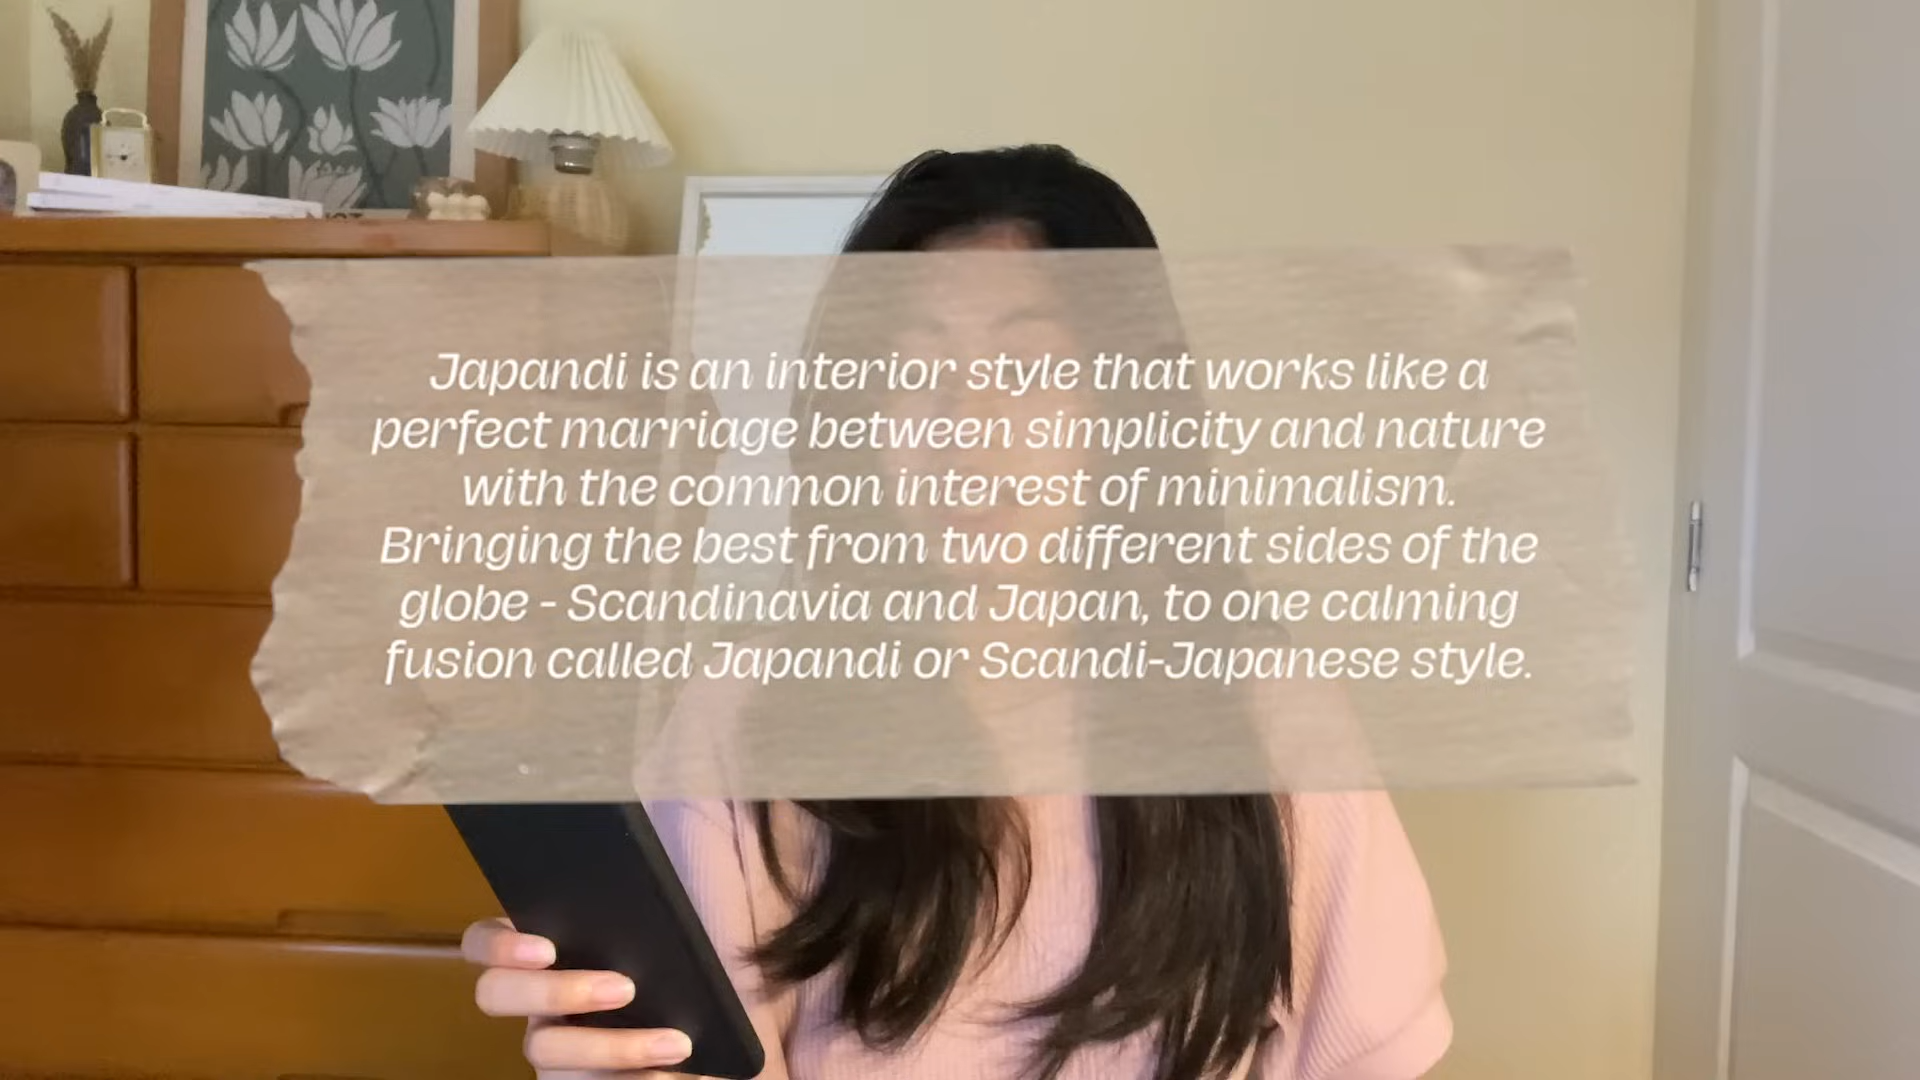 Japandi is an interior style that works like a
perfect marriage between simplicity and nature
with the common interest of minimalism.
Bringing the best from two different sides of the
globe - Scandinavia and Japan, to one calming
fusion called Japandi or Scandi-Japanese style.